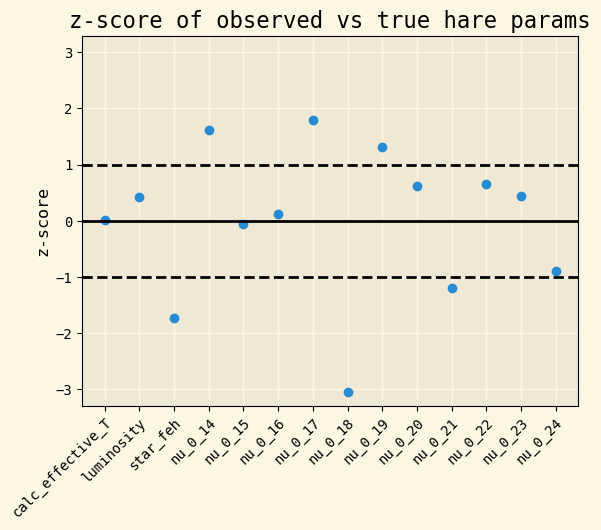 z-score of observed vs true hare params
z-score
3
2
1
0
−1
−2
−3
calc_effective_T
luminosity
star_feh
nu_0_14
nu_0_15
nu_0_16
nu_0_17
nu_0_18
nu_0_19
nu_0_20
nu_0_21
nu_0_22
nu_0_23
nu_0_24